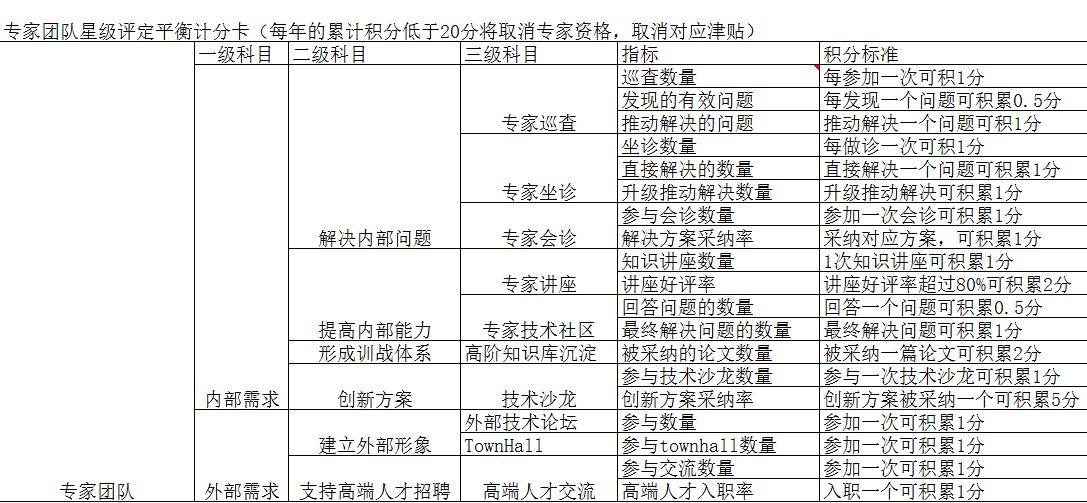 专家团队星级评定平衡计分卡（每年的累计积分低于20分将取消专家资格，取消对应津贴）
一级科目 二级科目 三级科目 指标 积分标准
巡查数量 每参加一次可积1分
发现的有效问题 每发现一个问题可积累0.5分
专家巡查 推动解决的问题 推动解决一个问题可积1分
坐诊数量 每做诊一次可积1分
直接解决的数量 直接解决一个问题可积累1分
专家坐诊 升级推动解决数量 升级推动解决可积累1分
参与会诊数量 参加一次会诊可积累1分
解决内部问题 专家会诊 解决方案采纳率 采纳对应方案，可积累1分
知识讲座数量 1次知识讲座可积累1分
专家讲座 讲座好评率 讲座好评率超过80%可积累2分
回答问题的数量 回答一个问题可积累0.5分
提高内部能力 专家技术社区 最终解决问题的数量 最终解决问题可积累1分
形成训战体系 高阶知识库沉淀 被采纳的论文数量 被采纳一篇论文可积累2分
参与技术沙龙数量 参与一次技术沙龙可积累1分
内部需求 创新方案 技术沙龙 创新方案采纳率 创新方案被采纳一个可积累5分
外部技术论坛 参与数量 参加一次可积累1分
建立外部形象 TownHall 参与townhall数量 参加一次可积累1分
参与交流数量 参加一次可积累1分
专家团队 外部需求 支持高端人才招聘 高端人才交流 高端人才入职率 入职一个可积累1分